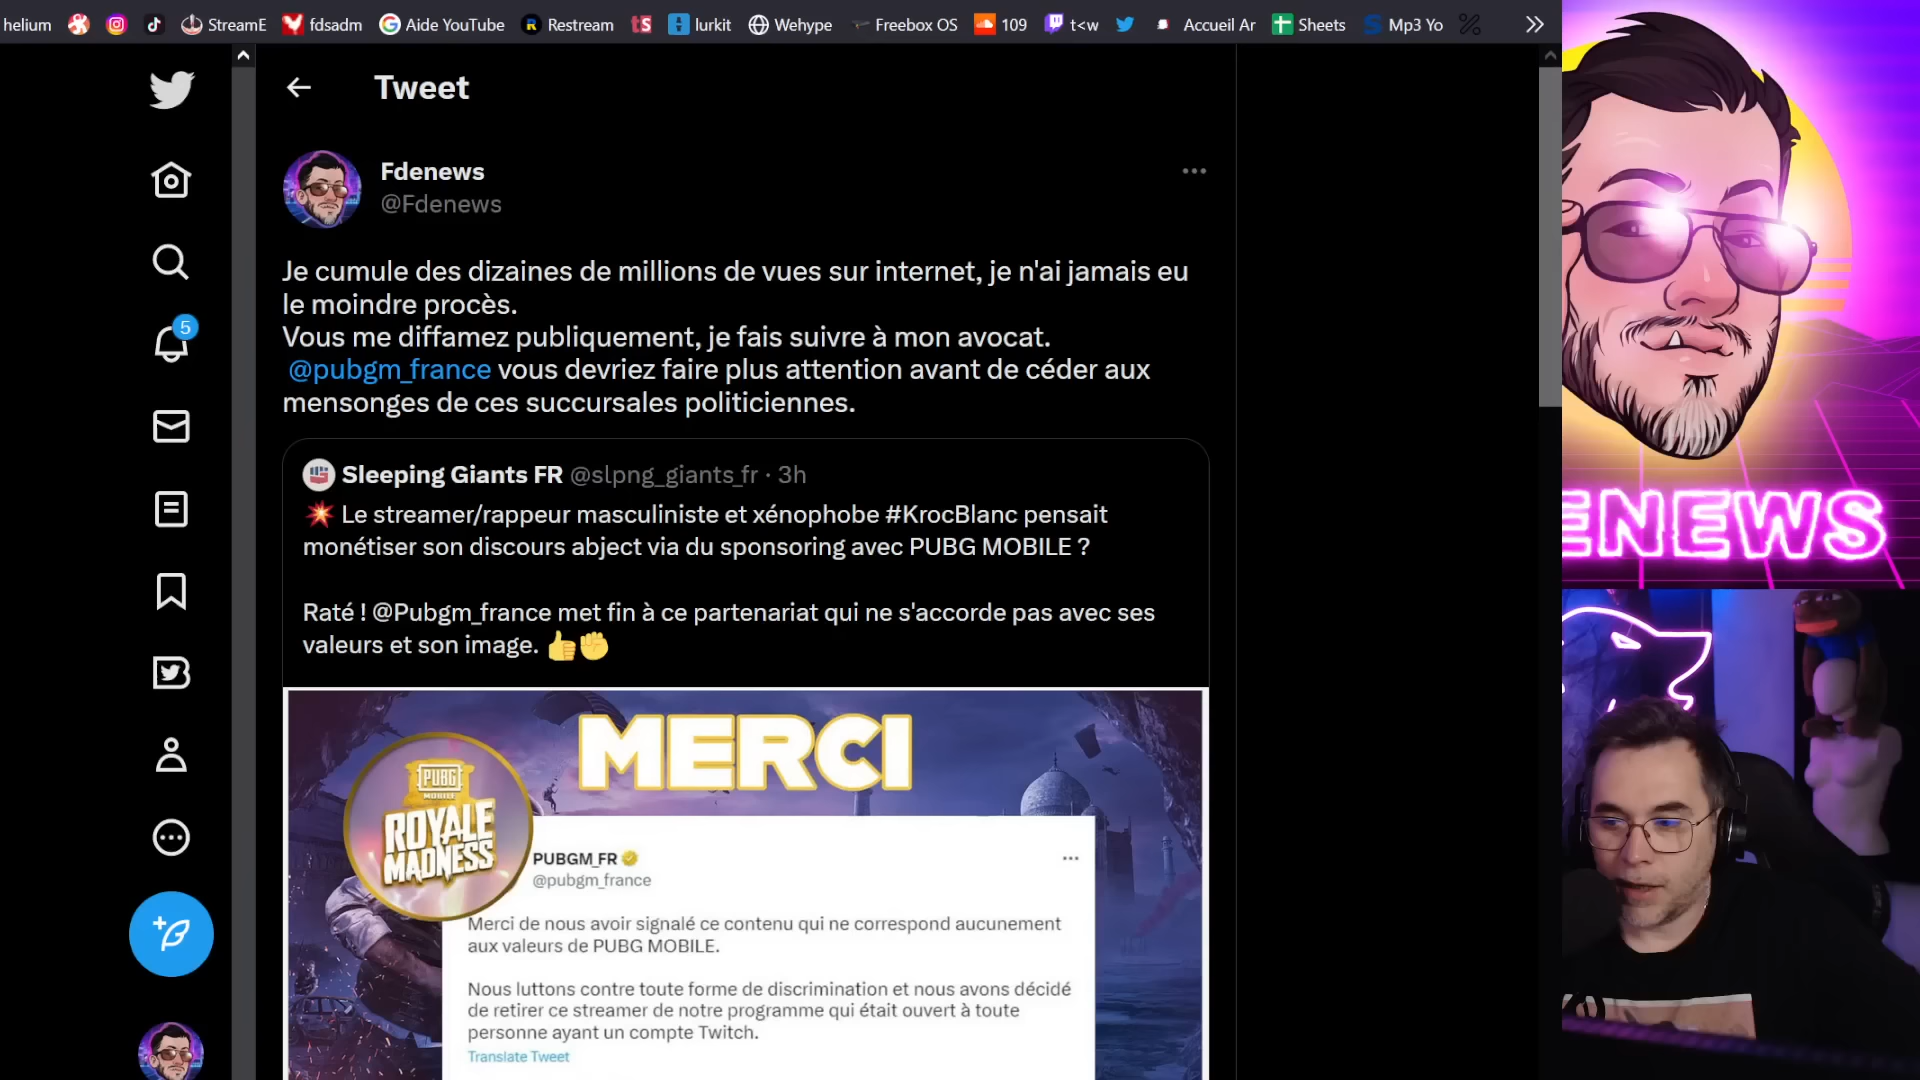 helium
StreamE
fdsadm
Aide YouTube
Restream
tS
lurkit
Wehype
Freebox OS
109
t<w
Accueil Ar
Sheets
Mp3 Yo
Tweet
Fdenews
@Fdenews
5
Je cumule des dizaines de millions de vues sur internet, je n'ai jamais eu
le moindre procès.
Vous me diffamez publiquement, je fais suivre à mon avocat.
@pubgm_france vous devriez faire plus attention avant de céder aux
mensonges de ces succursales politiciennes.
Sleeping Giants FR @slpng_giants_fr · 3h
💥 Le streamer/rappeur masculiniste et xénophobe #KrocBlanc pensait
monétiser son discours abject via du sponsoring avec PUBG MOBILE ?
Raté ! @Pubgm_france met fin à ce partenariat qui ne s'accorde pas avec ses
valeurs et son image. 👍✊
MERCI
PUBG
MOBILE
ROYALE
MADNESS
PUBGM_FR
@pubgm_france
Merci de nous avoir signalé ce contenu qui ne correspond aucunement
aux valeurs de PUBG MOBILE.
Nous luttons contre toute forme de discrimination et nous avons décidé
de retirer ce streamer de notre programme qui était ouvert à toute
personne ayant un compte Twitch.
Translate Tweet
ENEWS